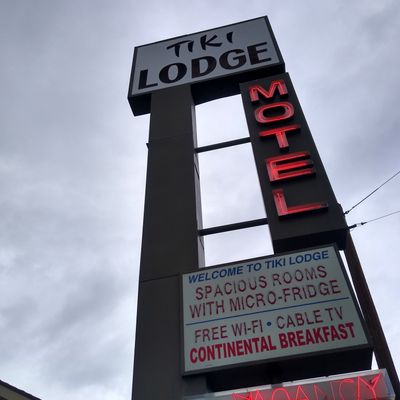 TIKI
LODGE
MOTEL
WELCOME TO TIKI LODGE
SPACIOUS ROOMS
WITH MICRO-FRIDGE
FREE WI-FI • CABLE TV
CONTINENTAL BREAKFAST
VACANCY